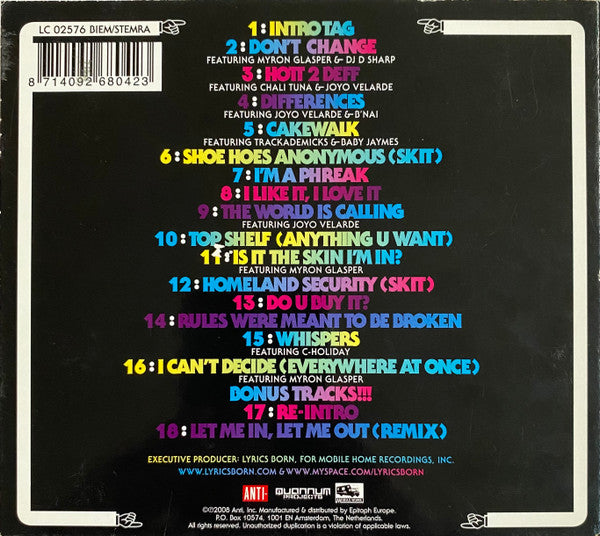 LC 02576 BIEM/STEMRA
8 714092 680423
1: INTRO TAG
2: DON'T CHANGE
FEATURING MYRON GLASPER & DJ D SHARP
3: HOTT 2 DEFF
FEATURING CHALI TUNA & JOYO VELARDE
4: DIFFERENCES
FEATURING JOYO VELARDE & B'NAI
5: CAKEWALK
FEATURING TRACKADEMICKS & BABY JAYMES
6: SHOE HOES ANONYMOUS (SKIT)
7: I'M A PHREAK
8: I LIKE IT, I LOVE IT
9: THE WORLD IS CALLING
FEATURING JOYO VELARDE
10: TOP SHELF (ANYTHING U WANT)
11: IS IT THE SKIN I'M IN?
FEATURING MYRON GLASPER
12: HOMELAND SECURITY (SKIT)
13: DO U BUY IT?
14: RULES WERE MEANT TO BE BROKEN
15: WHISPERS
FEATURING C-HOLIDAY
16: I CAN'T DECIDE (EVERYWHERE AT ONCE)
FEATURING MYRON GLASPER
BONUS TRACKS!!!
17: RE-INTRO
18: LET ME IN, LET ME OUT (REMIX)
EXECUTIVE PRODUCER: LYRICS BORN, FOR MOBILE HOME RECORDINGS, INC.
WWW.LYRICSBORN.COM & WWW.MYSPACE.COM/LYRICSBORN
ANTI-
QUANNUM PROJECTS
©℗2008 Anti, Inc. Manufactured & distributed by Epitaph Europe.
P.O. Box 10574, 1001 EN Amsterdam, The Netherlands.
All rights reserved. Unauthorized duplication is a violation of applicable laws.